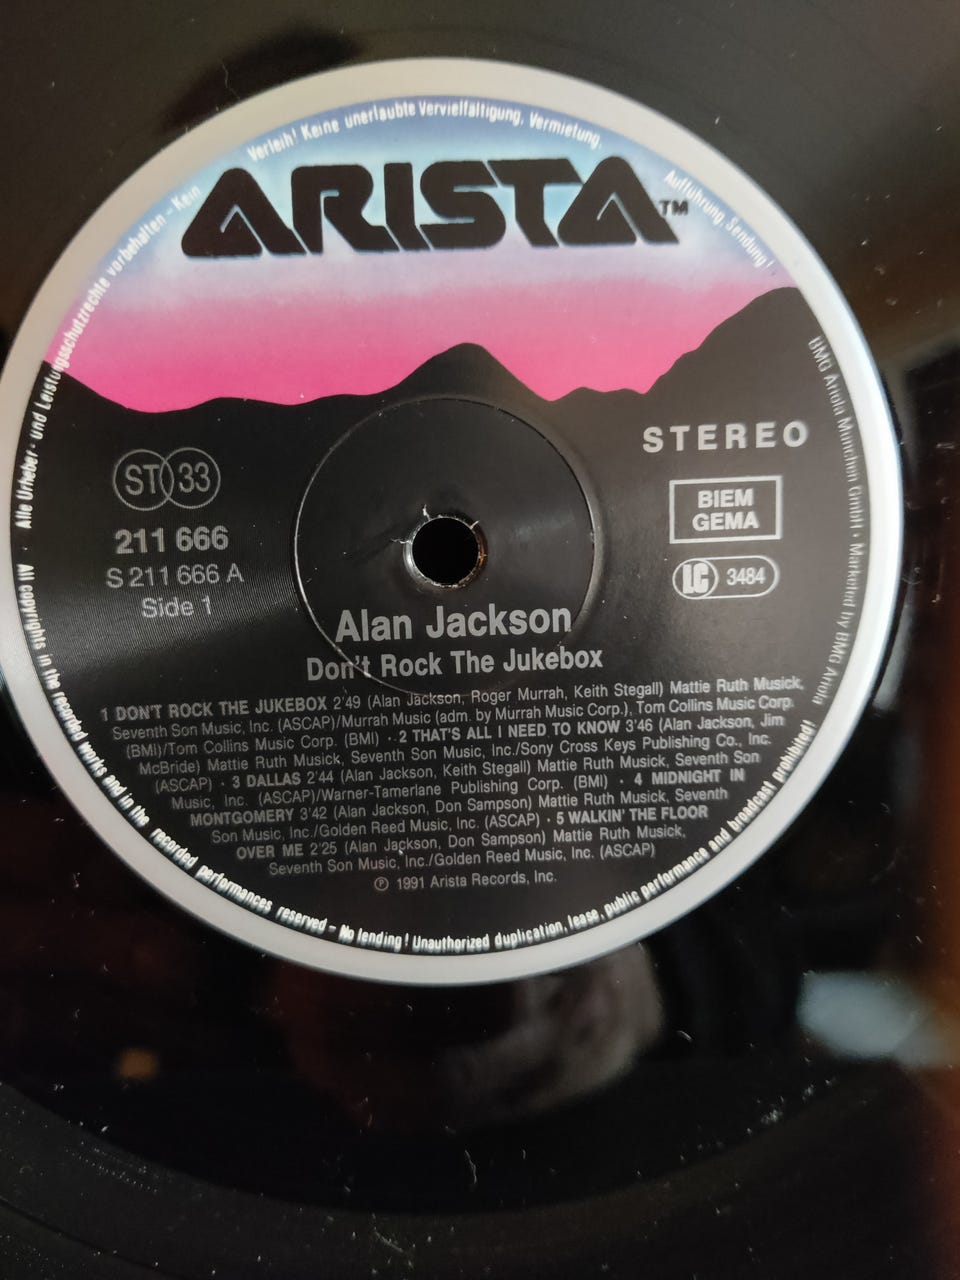 Alle Urheber- und Leistungsschutzrechte vorbehalten - Kein Verleih! Keine unerlaubte Vervielfältigung, Vermietung, Aufführung, Sendung!
ARISTA™
STEREO
ST 33
BIEM
GEMA
211 666
LC 3484
S 211 666 A
Side 1
Alan Jackson
Don't Rock The Jukebox
1 DON'T ROCK THE JUKEBOX 2'49 (Alan Jackson, Roger Murrah, Keith Stegall) Mattie Ruth Musick,
Seventh Son Music, Inc. (ASCAP)/Murrah Music (adm. by Murrah Music Corp.), Tom Collins Music Corp.
(BMI)/Tom Collins Music Corp. (BMI) · 2 THAT'S ALL I NEED TO KNOW 3'46 (Alan Jackson, Jim
McBride) Mattie Ruth Musick, Seventh Son Music, Inc./Sony Cross Keys Publishing Co., Inc.
(ASCAP) · 3 DALLAS 2'44 (Alan Jackson, Keith Stegall) Mattie Ruth Musick, Seventh Son
Music, Inc. (ASCAP)/Warner-Tamerlane Publishing Corp. (BMI) · 4 MIDNIGHT IN
MONTGOMERY 3'42 (Alan Jackson, Don Sampson) Mattie Ruth Musick, Seventh
Son Music, Inc./Golden Reed Music, Inc. (ASCAP) · 5 WALKIN' THE FLOOR
OVER ME 2'25 (Alan Jackson, Don Sampson) Mattie Ruth Musick,
Seventh Son Music, Inc./Golden Reed Music, Inc. (ASCAP)
℗ 1991 Arista Records, Inc.
BMG Ariola München GmbH · Marketed by BMG Ariola
· All copyrights in the recorded works and in the recorded performances reserved - No lending! Unauthorized duplication, lease, public performance and broadcast prohibited!